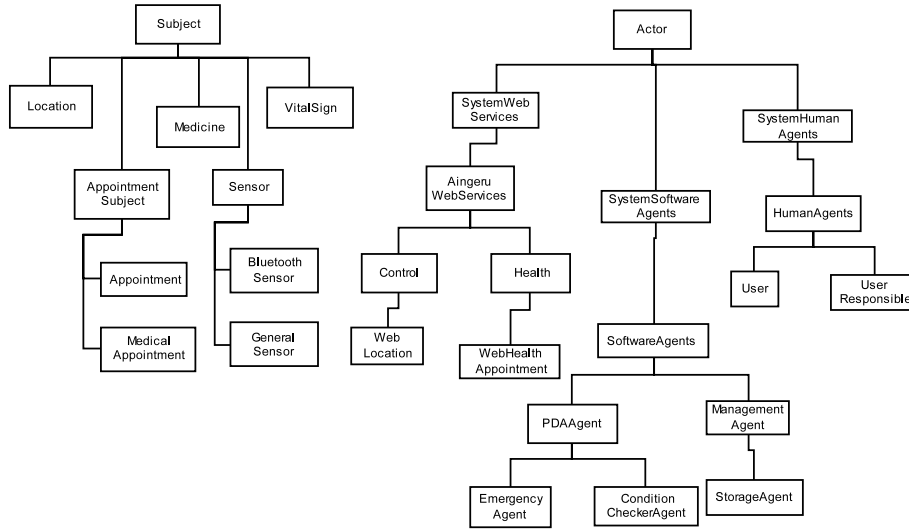 Subject
Location
Medicine
VitalSign
Appointment
Subject
Sensor
Appointment
Bluetooth
Sensor
Medical
Appointment
General
Sensor
Actor
SystemWeb
Services
SystemHuman
Agents
Aingeru
WebServices
SystemSoftware
Agents
HumanAgents
Control
Health
User
User
Responsible
Web
Location
WebHealth
Appointment
SoftwareAgents
PDAAgent
Management
Agent
Emergency
Agent
Condition
CheckerAgent
StorageAgent